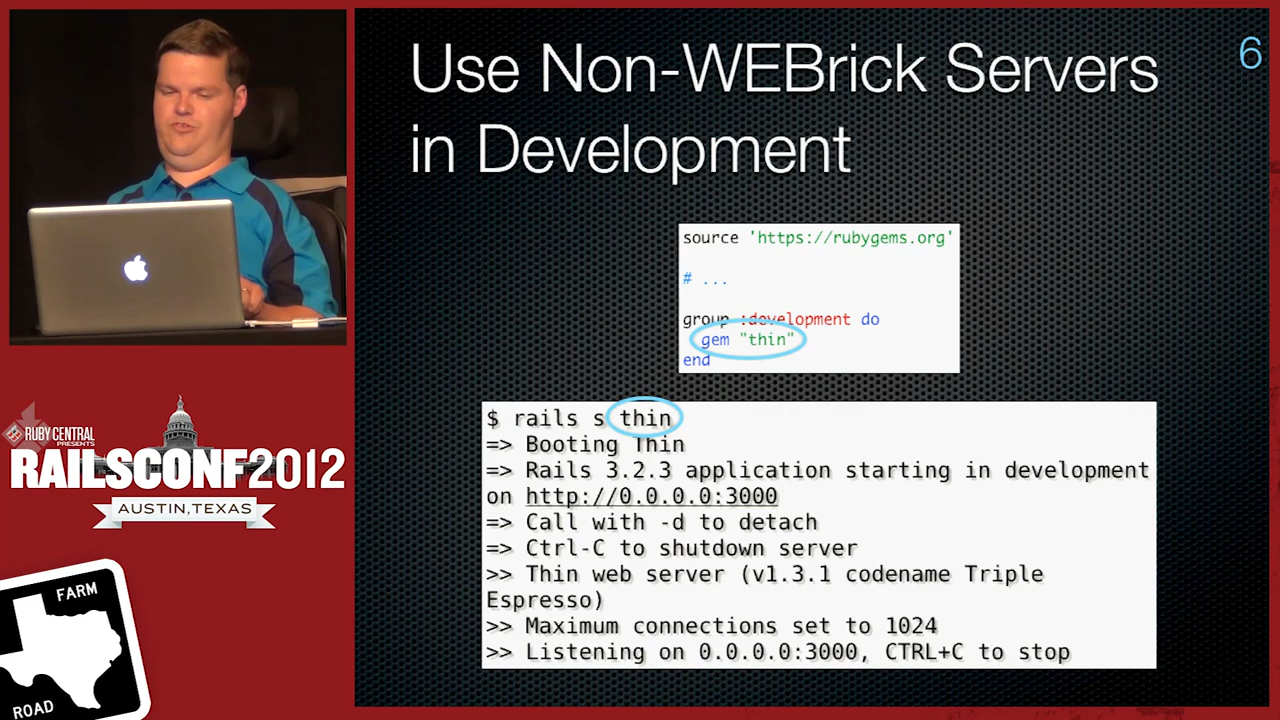 Use Non-WEBrick Servers
in Development
6
source 'https://rubygems.org'
# ...
group :development do
gem "thin"
end
$ rails s thin
=> Booting Thin
=> Rails 3.2.3 application starting in development
on http://0.0.0.0:3000
=> Call with -d to detach
=> Ctrl-C to shutdown server
>> Thin web server (v1.3.1 codename Triple
Espresso)
>> Maximum connections set to 1024
>> Listening on 0.0.0.0:3000, CTRL+C to stop
RUBY CENTRAL
PRESENTS
RAILSCONF2012
AUSTIN, TEXAS
FARM
ROAD